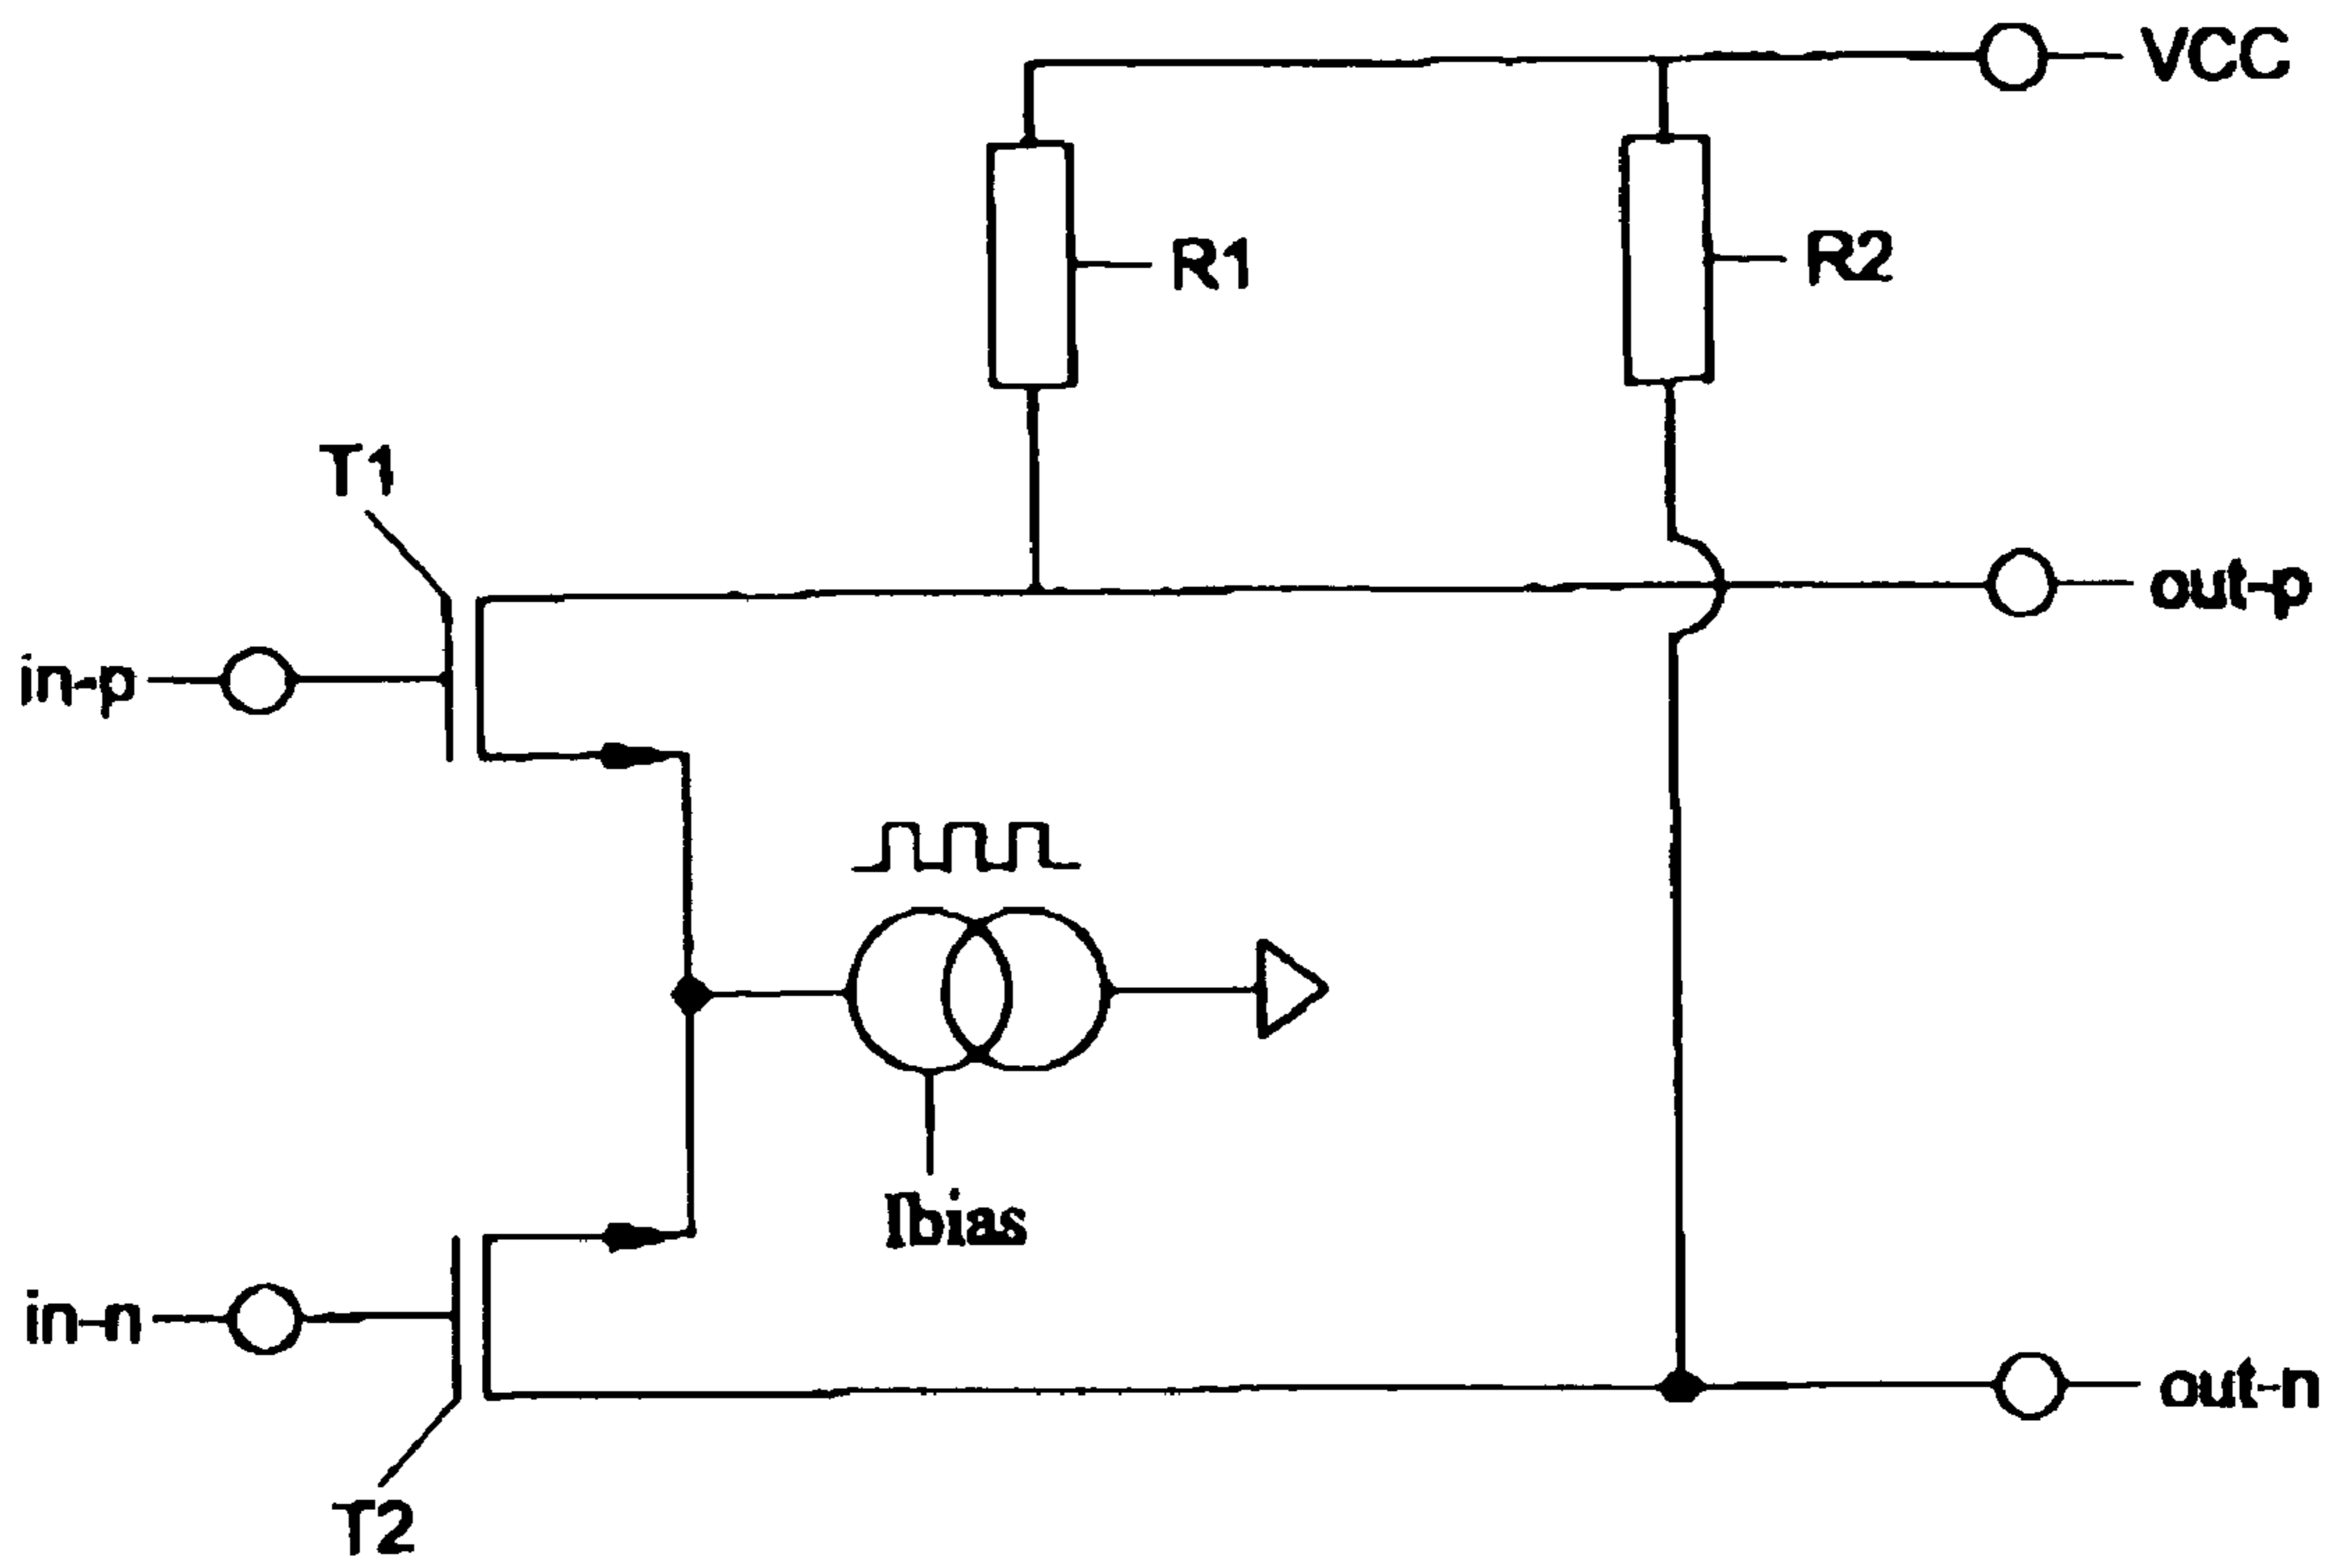 VCC
R1
R2
T1
out-p
in-p
Ibias
in-n
out-n
T2